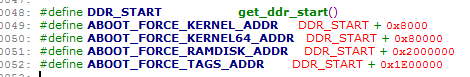 0048: #define DDR_START get_ddr_start()
0049: #define ABOOT_FORCE_KERNEL_ADDR DDR_START + 0x8000
0050: #define ABOOT_FORCE_KERNEL64_ADDR DDR_START + 0x80000
0051: #define ABOOT_FORCE_RAMDISK_ADDR DDR_START + 0x2000000
0052: #define ABOOT_FORCE_TAGS_ADDR DDR_START + 0x1E00000